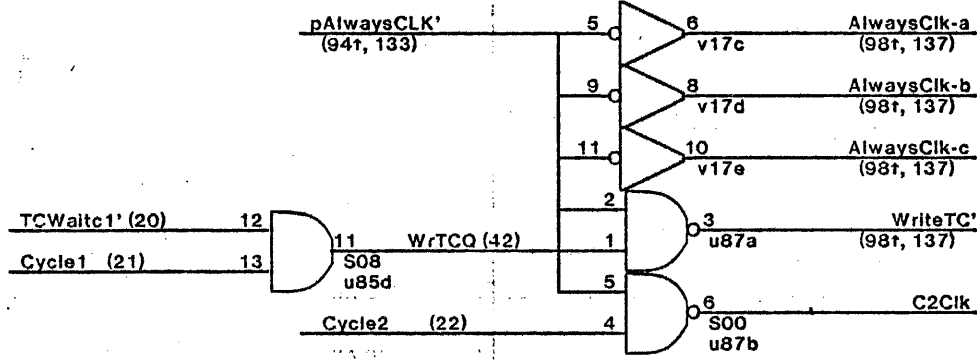 pAlwaysCLK'
(94↑, 133)
5
6
v17c
AlwaysClk-a
(98↑, 137)
9
8
v17d
AlwaysClk-b
(98↑, 137)
11
10
v17e
AlwaysClk-c
(98↑, 137)
TCWaitc1' (20)
12
Cycle1 (21)
13
11
S08
u85d
WrTCQ (42)
2
1
3
u87a
WriteTC'
(98↑, 137)
Cycle2 (22)
5
4
6
S00
u87b
C2Clk